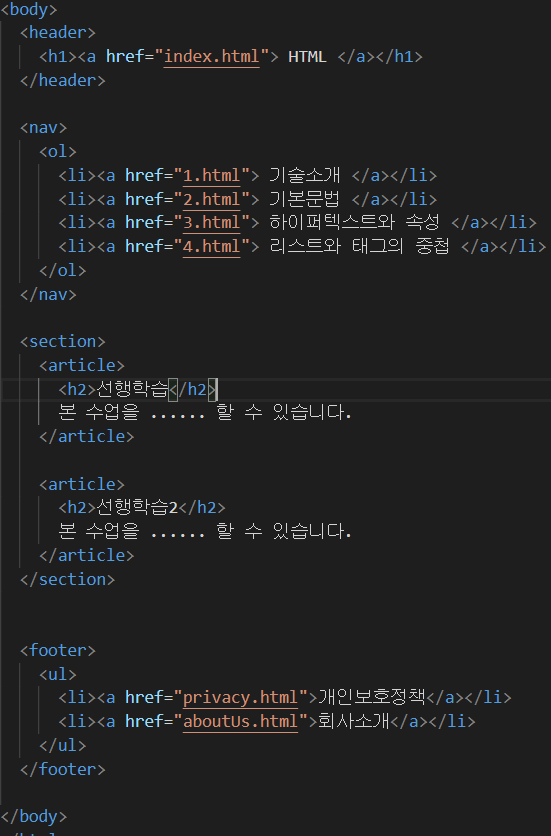 <body>
<header>
<h1><a href="index.html"> HTML </a></h1>
</header>
<nav>
<ol>
<li><a href="1.html"> 기술소개 </a></li>
<li><a href="2.html"> 기본문법 </a></li>
<li><a href="3.html"> 하이퍼텍스트와 속성 </a></li>
<li><a href="4.html"> 리스트와 태그의 중첩 </a></li>
</ol>
</nav>
<section>
<article>
<h2>선행학습</h2>
본 수업을 ...... 할 수 있습니다.
</article>
<article>
<h2>선행학습2</h2>
본 수업을 ...... 할 수 있습니다.
</article>
</section>
<footer>
<ul>
<li><a href="privacy.html">개인보호정책</a></li>
<li><a href="aboutUs.html">회사소개</a></li>
</ul>
</footer>
</body>